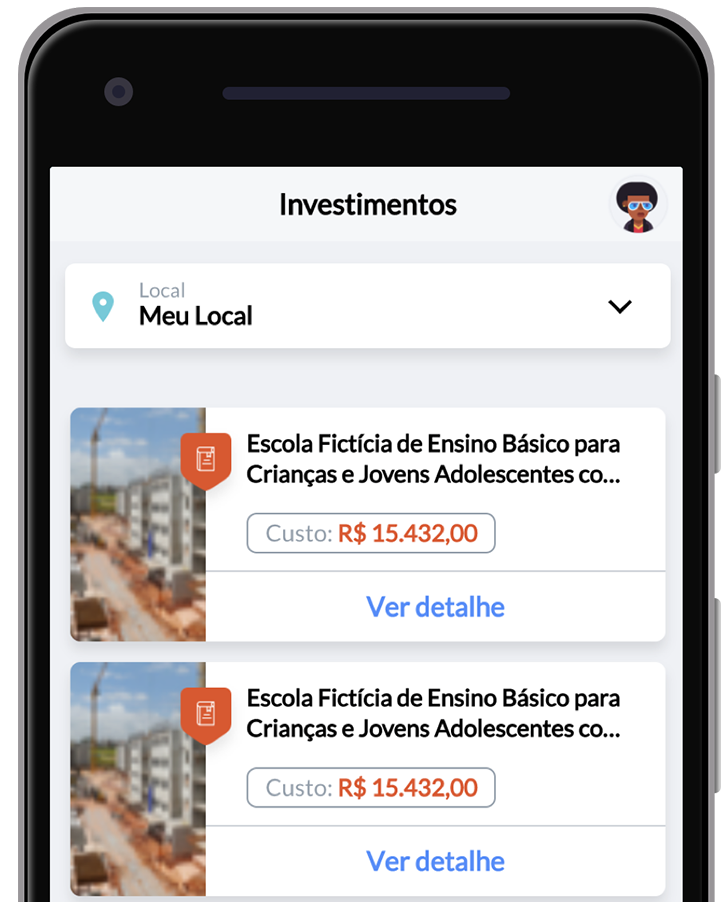 Investimentos
Local
Meu Local
Escola Fictícia de Ensino Básico para
Crianças e Jovens Adolescentes co...
Custo: R$ 15.432,00
Ver detalhe
Escola Fictícia de Ensino Básico para
Crianças e Jovens Adolescentes co...
Custo: R$ 15.432,00
Ver detalhe